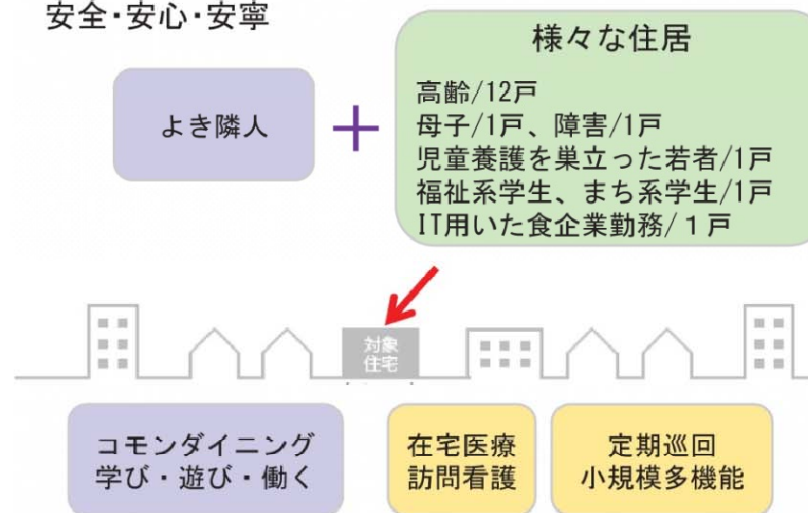 安全・安心・安寧
よき隣人
＋
様々な住居
高齢/12戸
母子/1戸、障害/1戸
児童養護を巣立った若者/1戸
福祉系学生、まち系学生/1戸
IT用いた食企業勤務/１戸
対象
住宅
コモンダイニング
学び・遊び・働く
在宅医療
訪問看護
定期巡回
小規模多機能